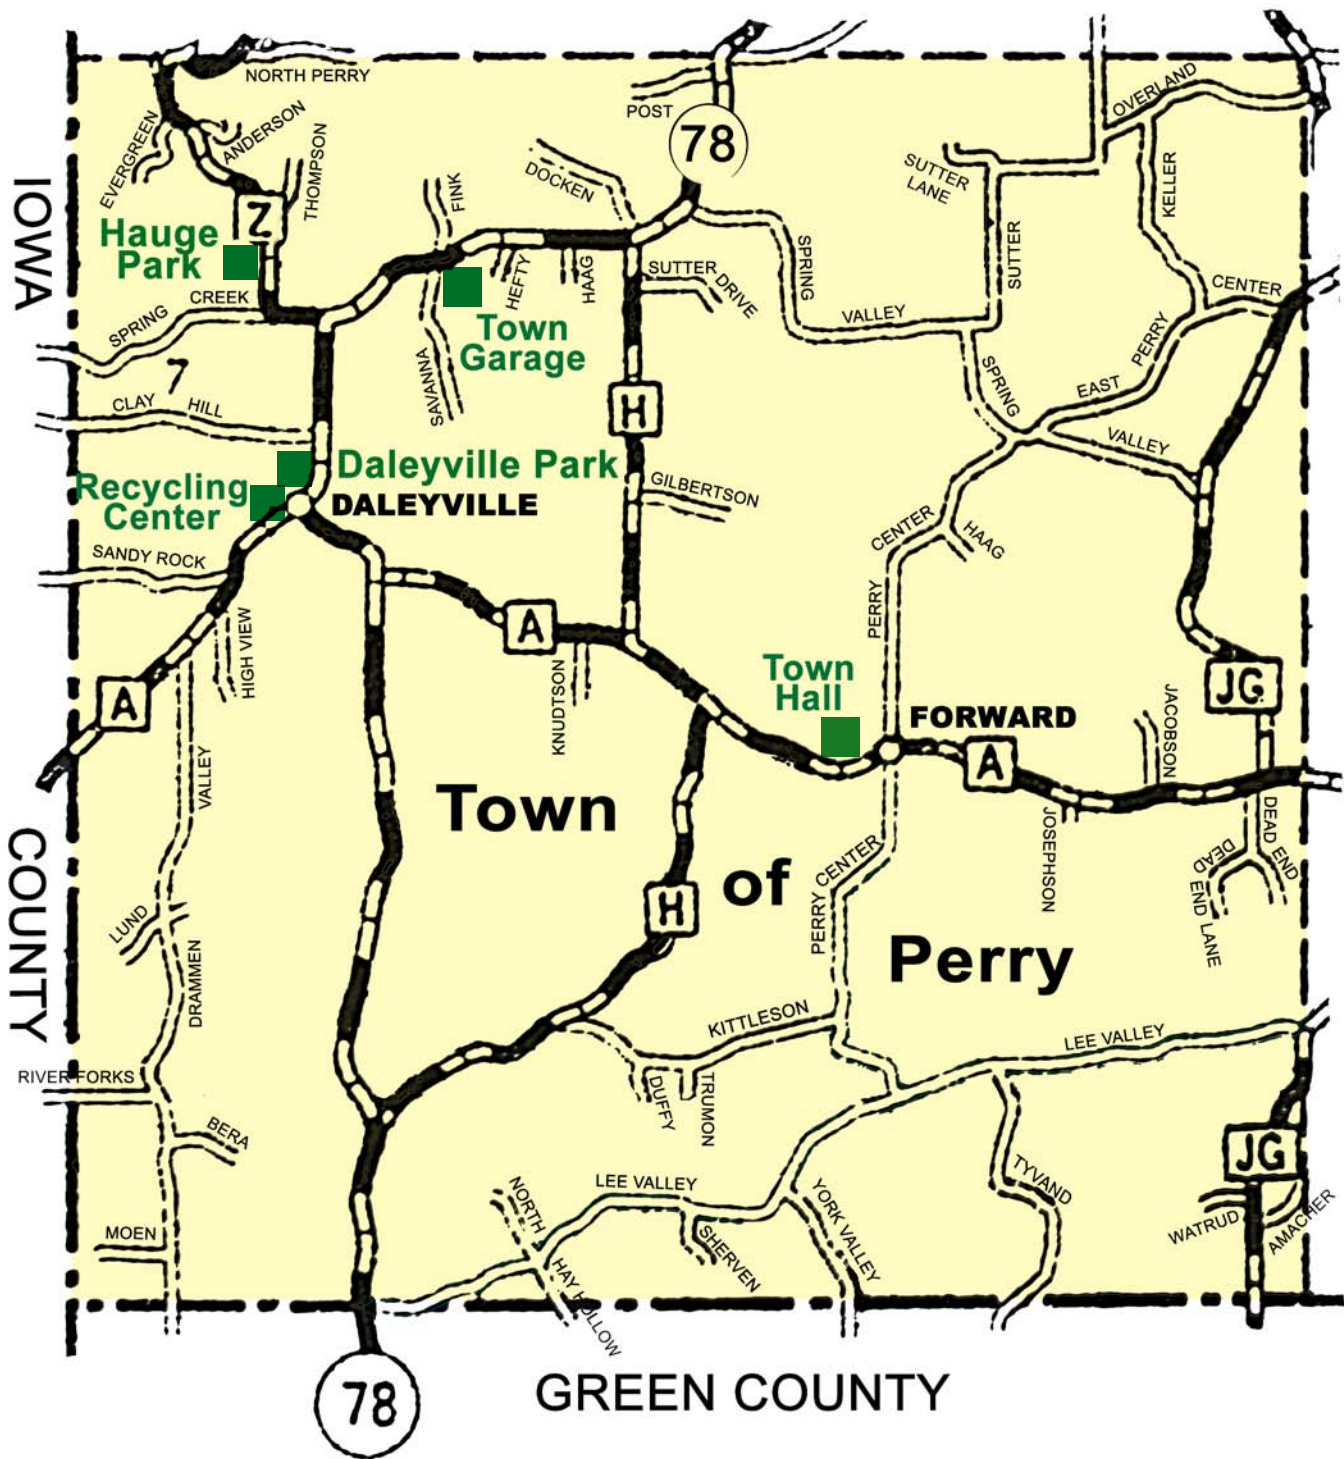 NORTH PERRY
POST
78
OVERLAND
EVERGREEN
ANDERSON
THOMPSON
DOCKEN
FINK
SUTTER
LANE
KELLER
IOWA
Z
Hauge
Park
HEFTY
HAAG
SUTTER
DRIVE
SPRING
SUTTER
CENTER
SPRING
CREEK
Town
Garage
VALLEY
PERRY
7
SAVANNA
SPRING
EAST
CLAY
HILL
H
VALLEY
Daleyville Park
Recycling
Center
DALEYVILLE
GILBERTSON
CENTER
HAAG
SANDY ROCK
PERRY
HIGH VIEW
A
KNUDTSON
Town
Hall
FORWARD
JACOBSON
JG
A
A
VALLEY
Town
JOSEPHSON
DEAD END
DEAD
END LANE
COUNTY
of
PERRY CENTER
LUND
H
Perry
DRAMMEN
KITTLESON
LEE VALLEY
RIVER FORKS
DUFFY
TRUMON
BERA
JG
LEE VALLEY
TYVAND
NORTH
YORK VALLEY
MOEN
SHERVEN
WATRUD
AMACHER
HAY HOLLOW
78
GREEN COUNTY